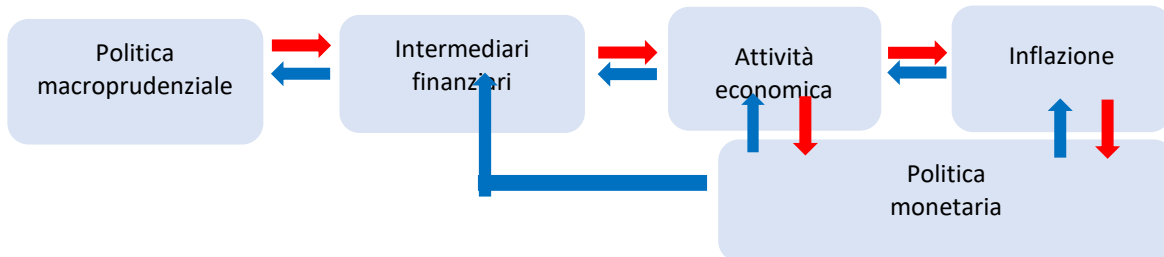 Politica
macroprudenziale
Intermediari
finanziari
Attività
economica
Inflazione
Politica
monetaria